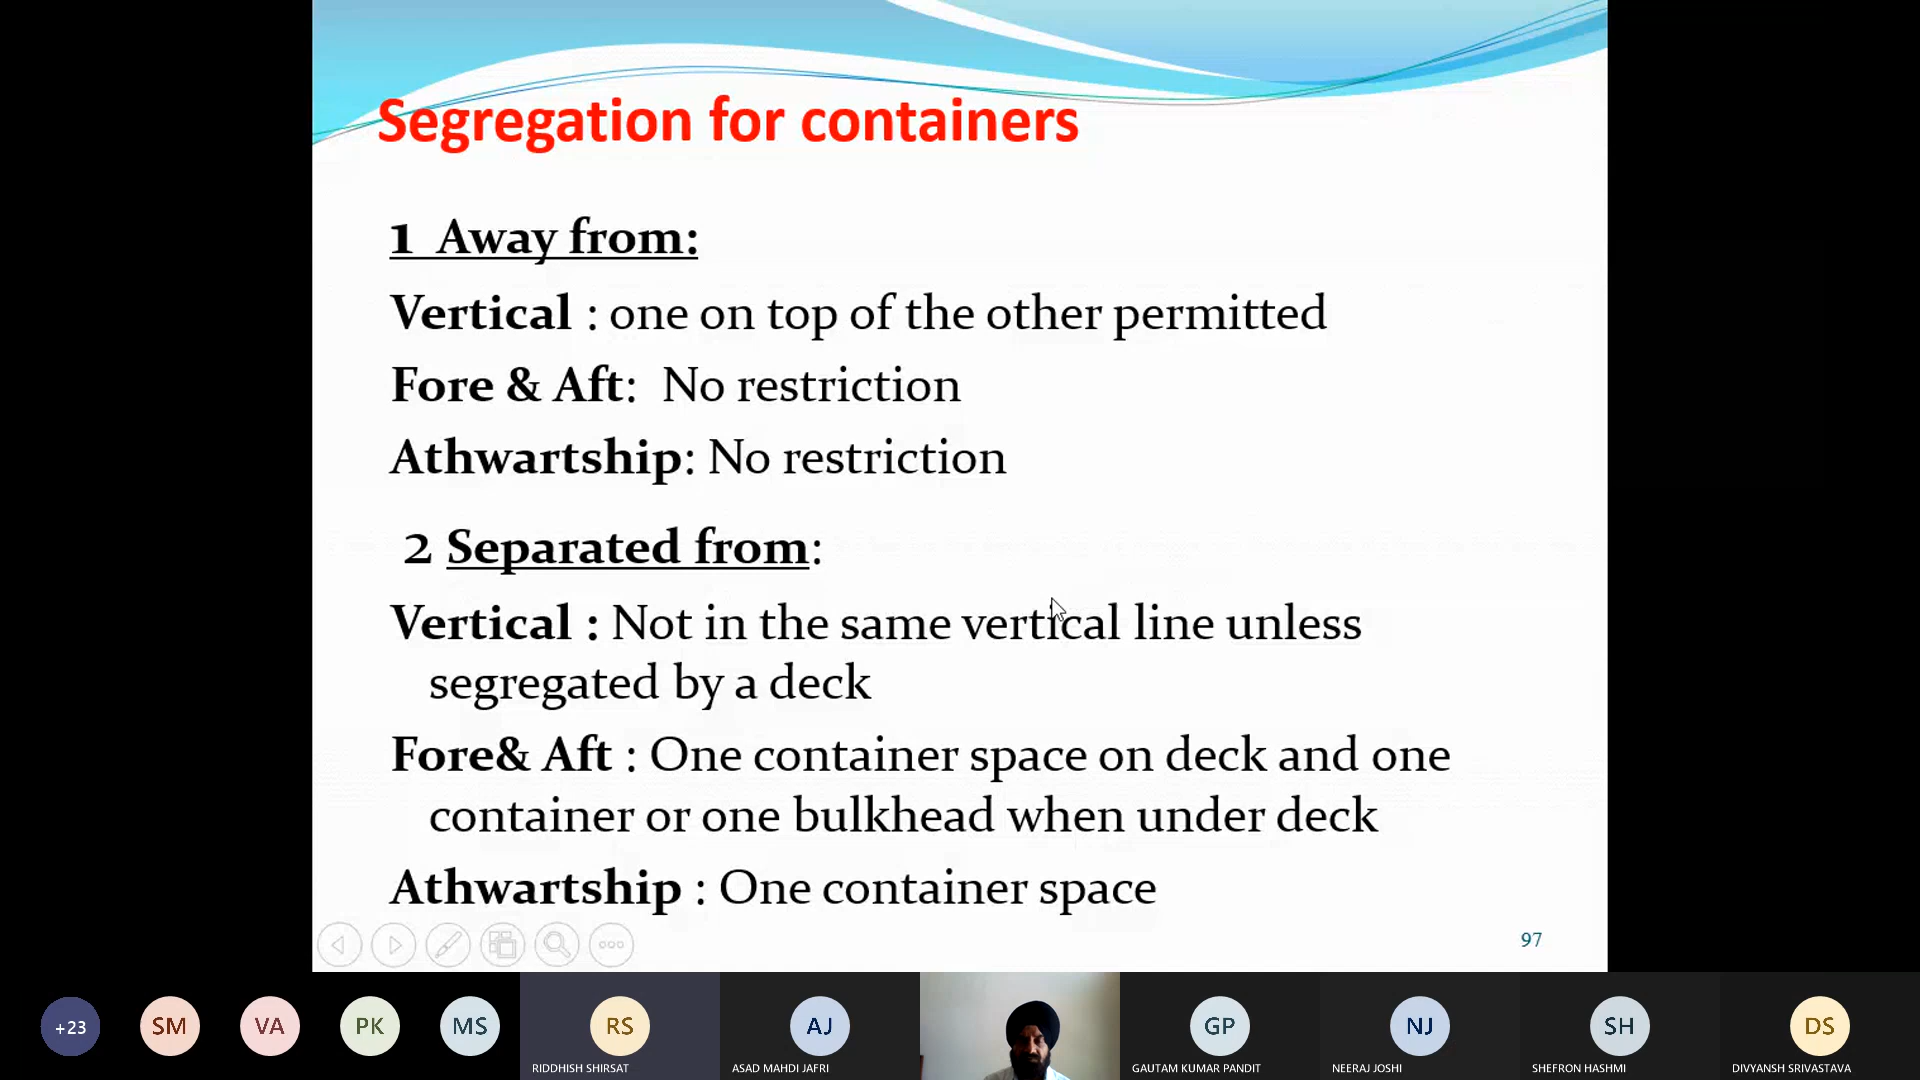 Segregation for containers
1 Away from:
Vertical : one on top of the other permitted
Fore & Aft: No restriction
Athwartship: No restriction
2 Separated from:
Vertical : Not in the same vertical line unless
segregated by a deck
Fore& Aft : One container space on deck and one
container or one bulkhead when under deck
Athwartship : One container space
97
+23
SM
VA
PK
MS
RS
AJ
GP
NJ
SH
DS
RIDDHISH SHIRSAT
ASAD MAHDI JAFRI
GAUTAM KUMAR PANDIT
NEERAJ JOSHI
SHEFRON HASHMI
DIVYANSH SRIVASTAVA